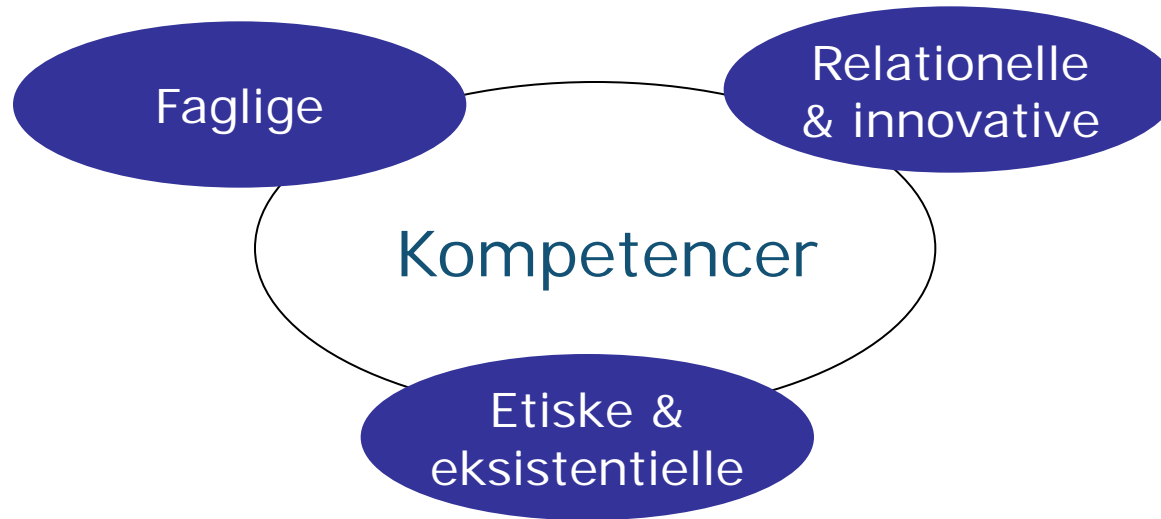 Faglige
Relationelle
& innovative
Kompetencer
Etiske &
eksistentielle